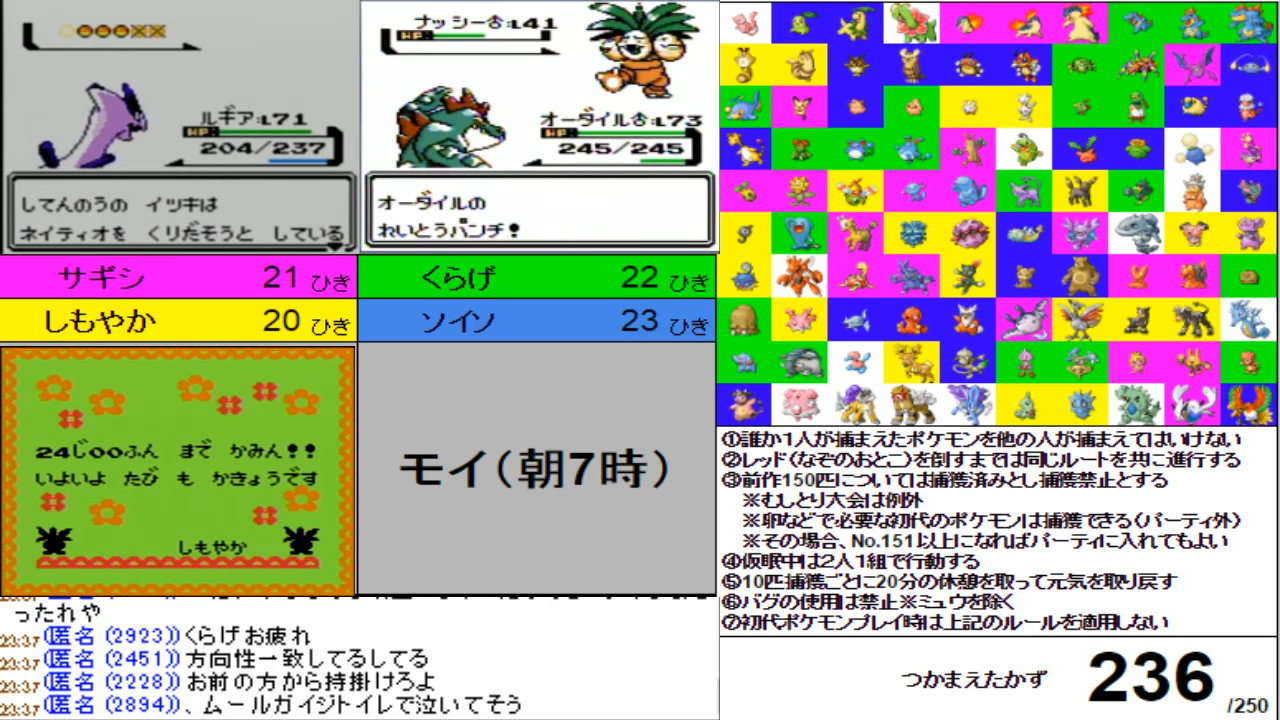 ルギア:L71
HP:
204/237
してんのうの イツキは
ネイティオを くりだそうと している
ナッシー♂:L41
HP:
オーダイル♂:L73
HP:
245/245
オーダイルの
れいとうパンチ!
サギシ 21 ひき
くらげ 22 ひき
しもやか 20 ひき
ソイソ 23 ひき
24じ00ふん まで かみん!!
いよいよ たび も かきょうです
しもやか
モイ(朝7時)
ったれや
23:37 (匿名 (2923)) くらげお疲れ
23:37 (匿名 (2451)) 方向性一致してるしてる
23:37 (匿名 (2228)) お前の方から持掛けろよ
23:37 (匿名 (2894)) 、ムールガイジトイレで泣いてそう
①誰か1人が捕まえたポケモンを他の人が捕まえてはいけない
②レッド(なぞのおとこ)を倒すまでは同じルートを共に進行する
③前作150匹については捕獲済みとし捕獲禁止とする
※むしとり大会は例外
※卵などで必要な初代のポケモンは捕獲できる(パーティ外)
※その場合、No.151以上になればパーティに入れてもよい
④仮眠中は2人1組で行動する
⑤10匹捕獲ごとに20分の休憩を取って元気を取り戻す
⑥バグの使用は禁止※ミュウを除く
⑦初代ポケモンプレイ時は上記のルールを適用しない
つかまえたかず 236 /250